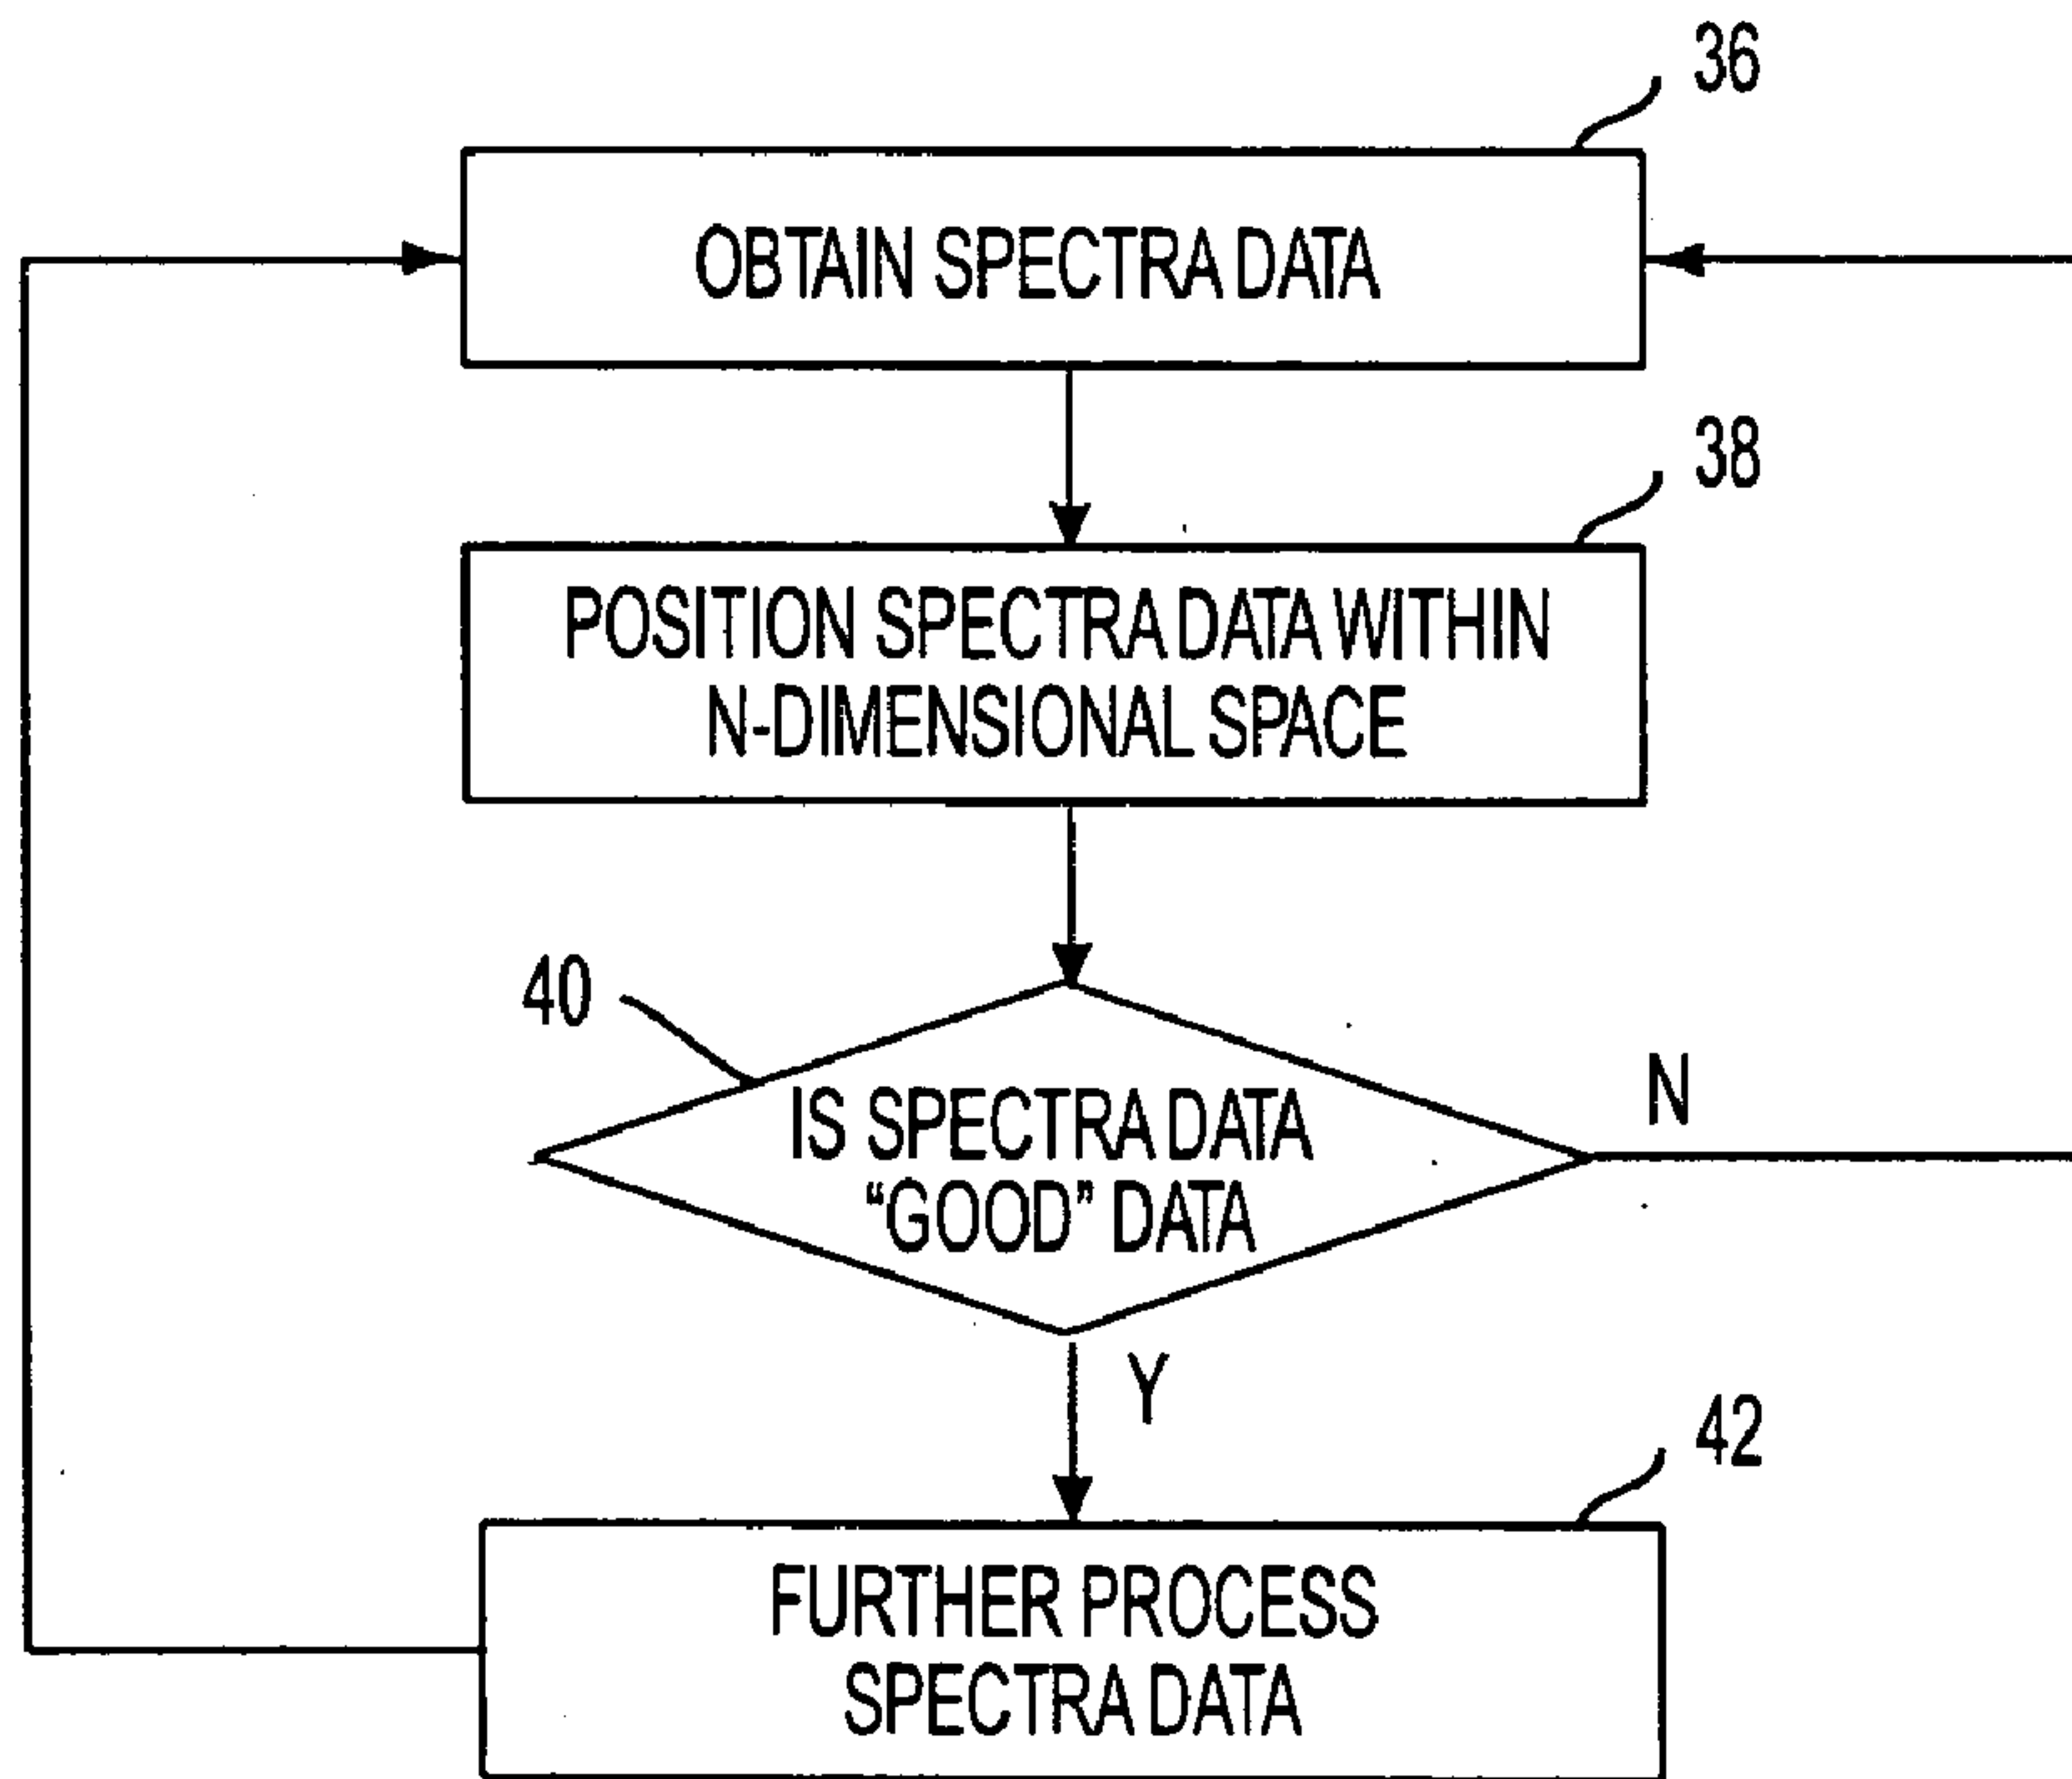 36
OBTAIN SPECTRA DATA
38
POSITION SPECTRA DATA WITHIN
N-DIMENSIONAL SPACE
40
IS SPECTRA DATA
“GOOD” DATA
N
Y
42
FURTHER PROCESS
SPECTRA DATA